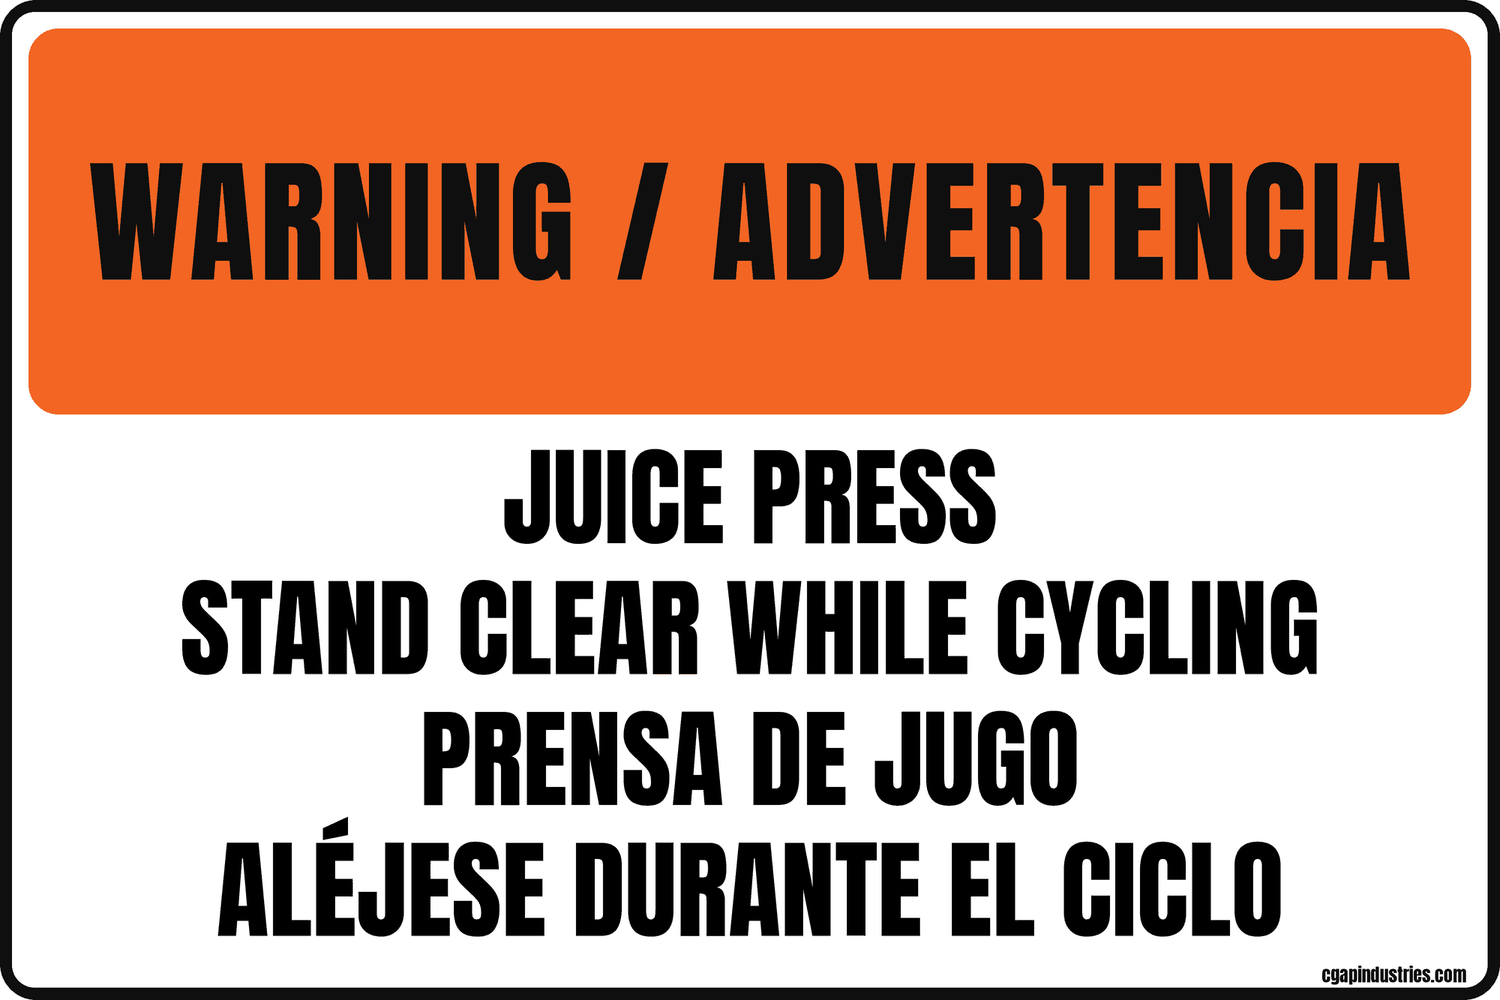 WARNING / ADVERTENCIA
JUICE PRESS
STAND CLEAR WHILE CYCLING
PRENSA DE JUGO
ALÉJESE DURANTE EL CICLO
cgapindustries.com